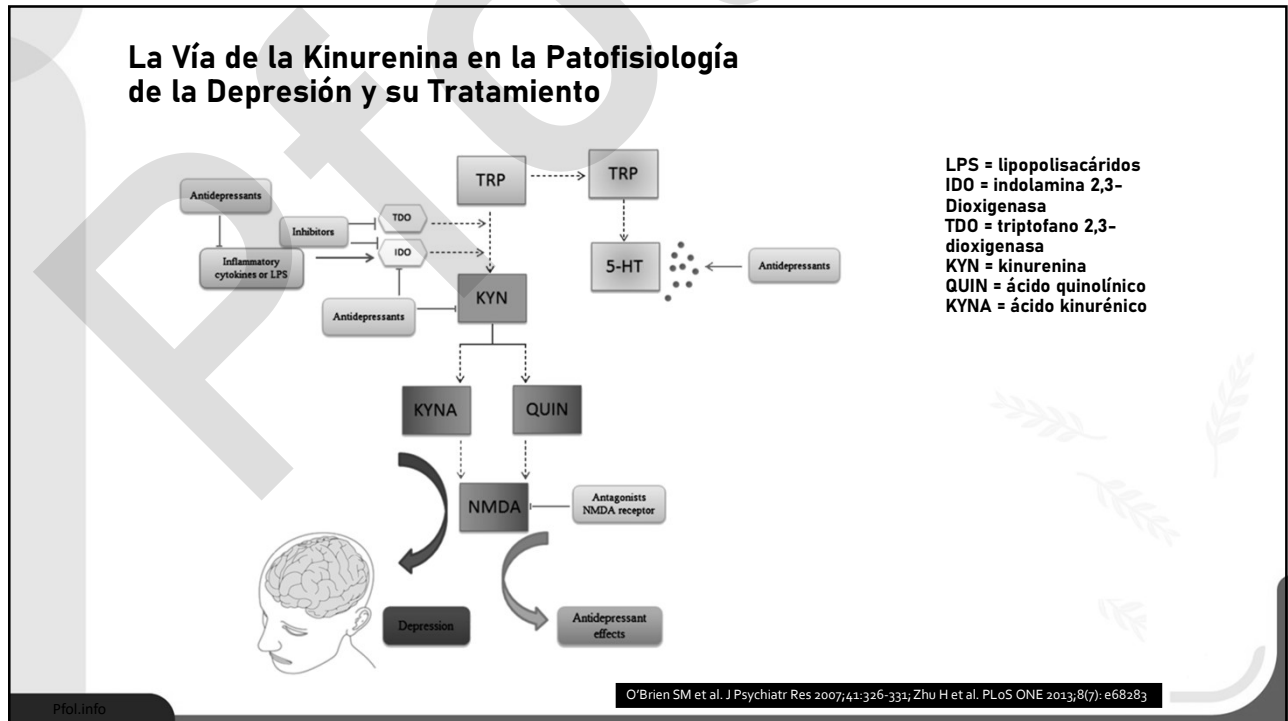 La Vía de la Kinurenina en la Patofisiología
de la Depresión y su Tratamiento
TRP
TRP
Antidepressants
TDO
Inhibitors
IDO
Inflammatory
cytokines or LPS
5-HT
Antidepressants
KYN
Antidepressants
KYNA
QUIN
NMDA
Antagonists
NMDA receptor
Depression
Antidepressant
effects
LPS = lipopolisacáridos
IDO = indolamina 2,3-
Dioxigenasa
TDO = triptofano 2,3-
dioxigenasa
KYN = kinurenina
QUIN = ácido quinolínico
KYNA = ácido kinurénico
O'Brien SM et al. J Psychiatr Res 2007;41:326-331; Zhu H et al. PLoS ONE 2013;8(7): e68283
Pfol.info
Pfo